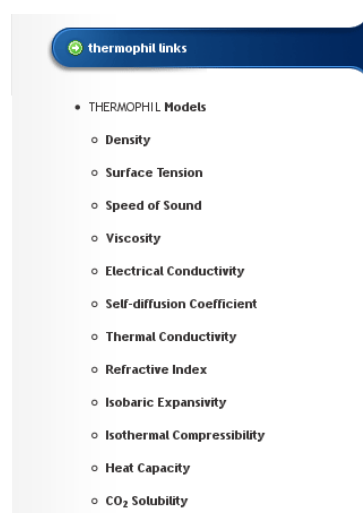 thermophil links
THERMOPHIL Models
Density
Surface Tension
Speed of Sound
Viscosity
Electrical Conductivity
Self-diffusion Coefficient
Thermal Conductivity
Refractive Index
Isobaric Expansivity
Isothermal Compressibility
Heat Capacity
CO₂ Solubility